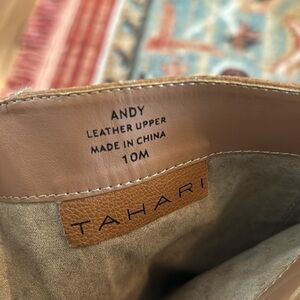 ANDY
LEATHER UPPER
MADE IN CHINA
10M
TAHARI